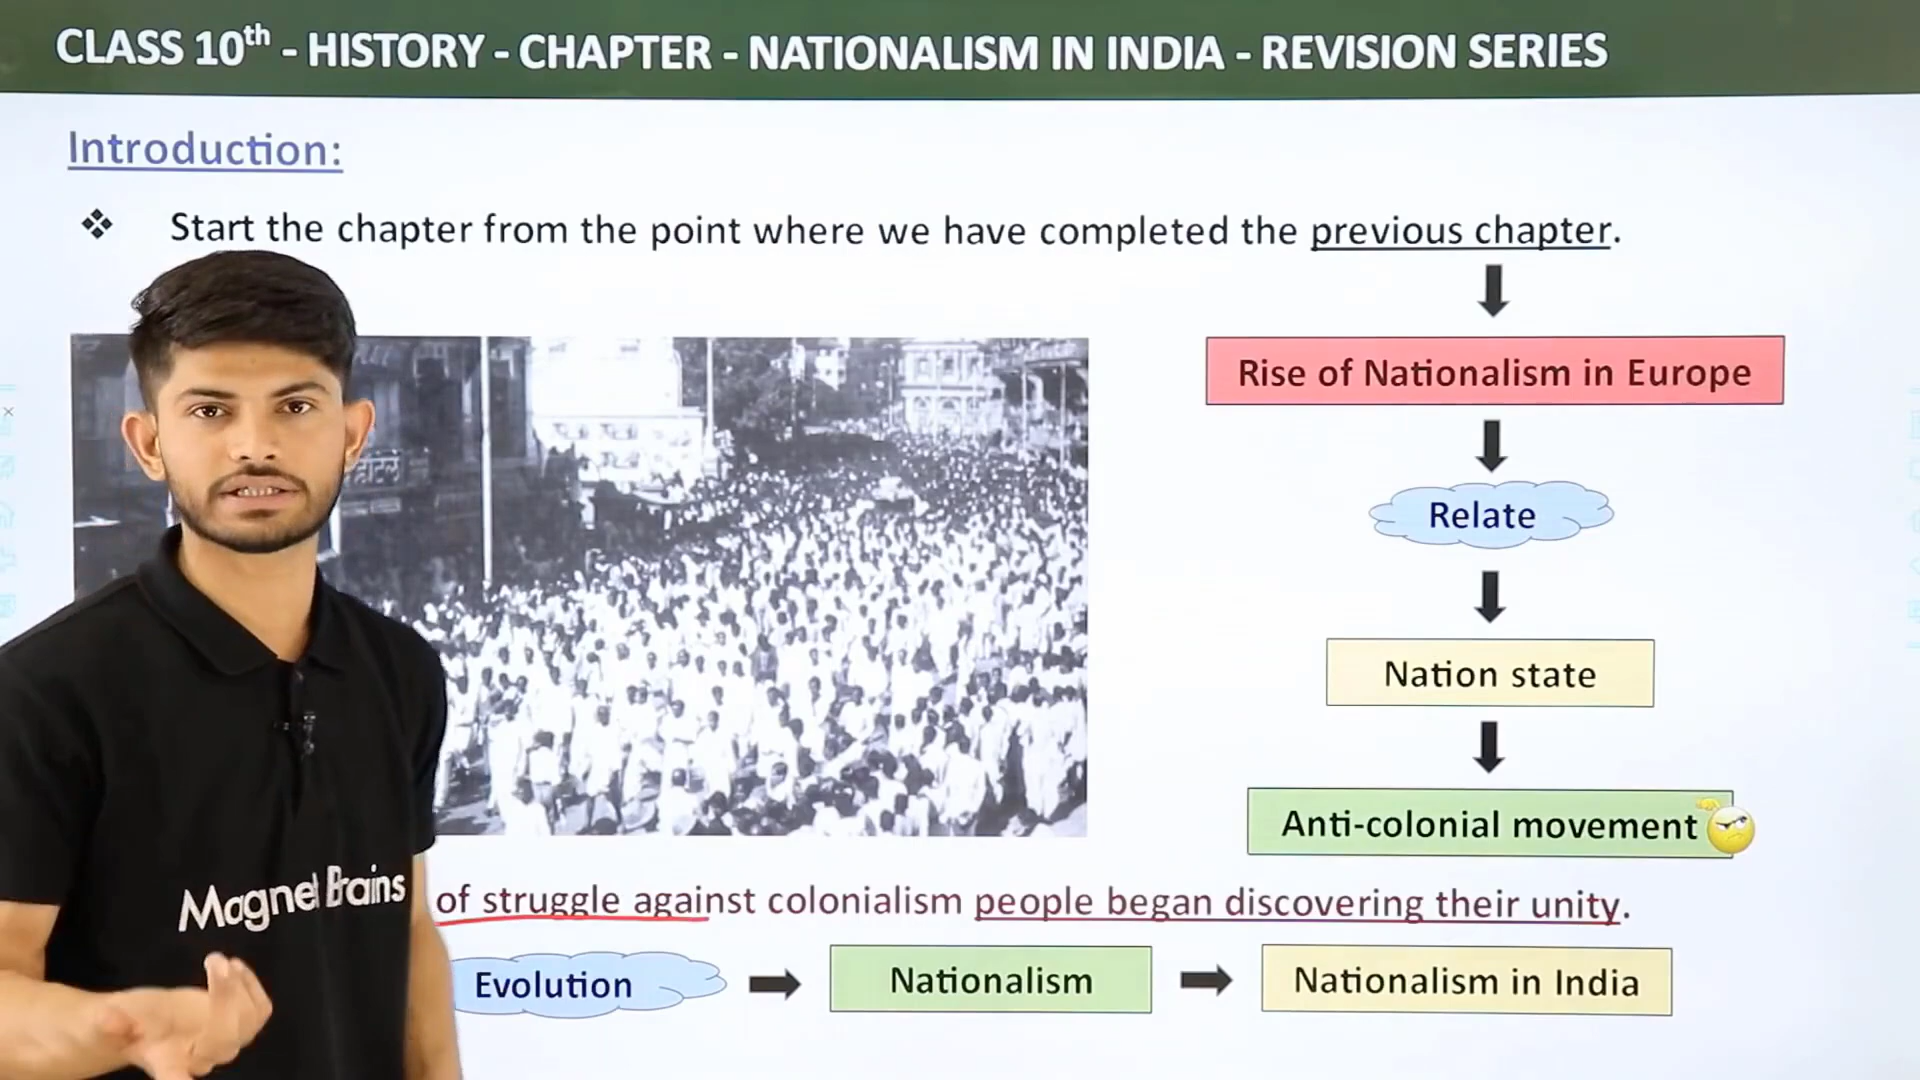 CLASS 10th - HISTORY - CHAPTER - NATIONALISM IN INDIA - REVISION SERIES
Introduction:
❖ Start the chapter from the point where we have completed the previous chapter.
Rise of Nationalism in Europe
Relate
Nation state
Anti-colonial movement
Magnet Brains
of struggle against colonialism people began discovering their unity.
Evolution
Nationalism
Nationalism in India